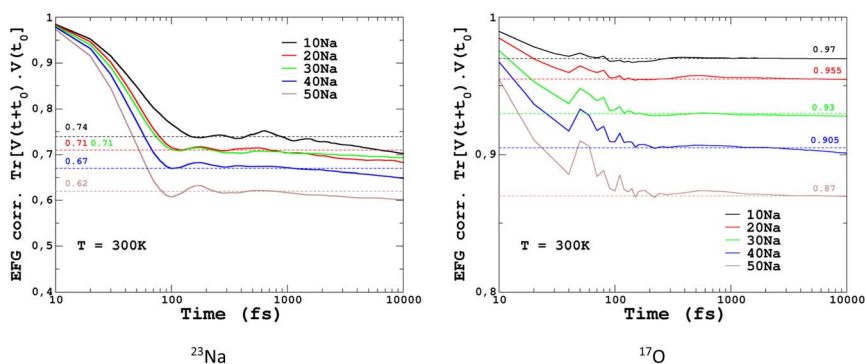 EFG corr. Tr[V(t+t₀).V(t₀]
1
0,9
0,8
0,7
0,6
0,5
0,4
10Na
20Na
30Na
40Na
50Na
0.74
0.71 0.71
0.67
0.62
T = 300K
10 100 1000 10000
Time (fs)
²³Na
EFG corr. Tr[V(t+t₀).V(t₀]
1
0,9
0,8
0.97
0.955
0.93
0.905
0.87
10Na
20Na
30Na
40Na
50Na
T = 300K
10 100 1000 10000
Time (fs)
¹⁷O